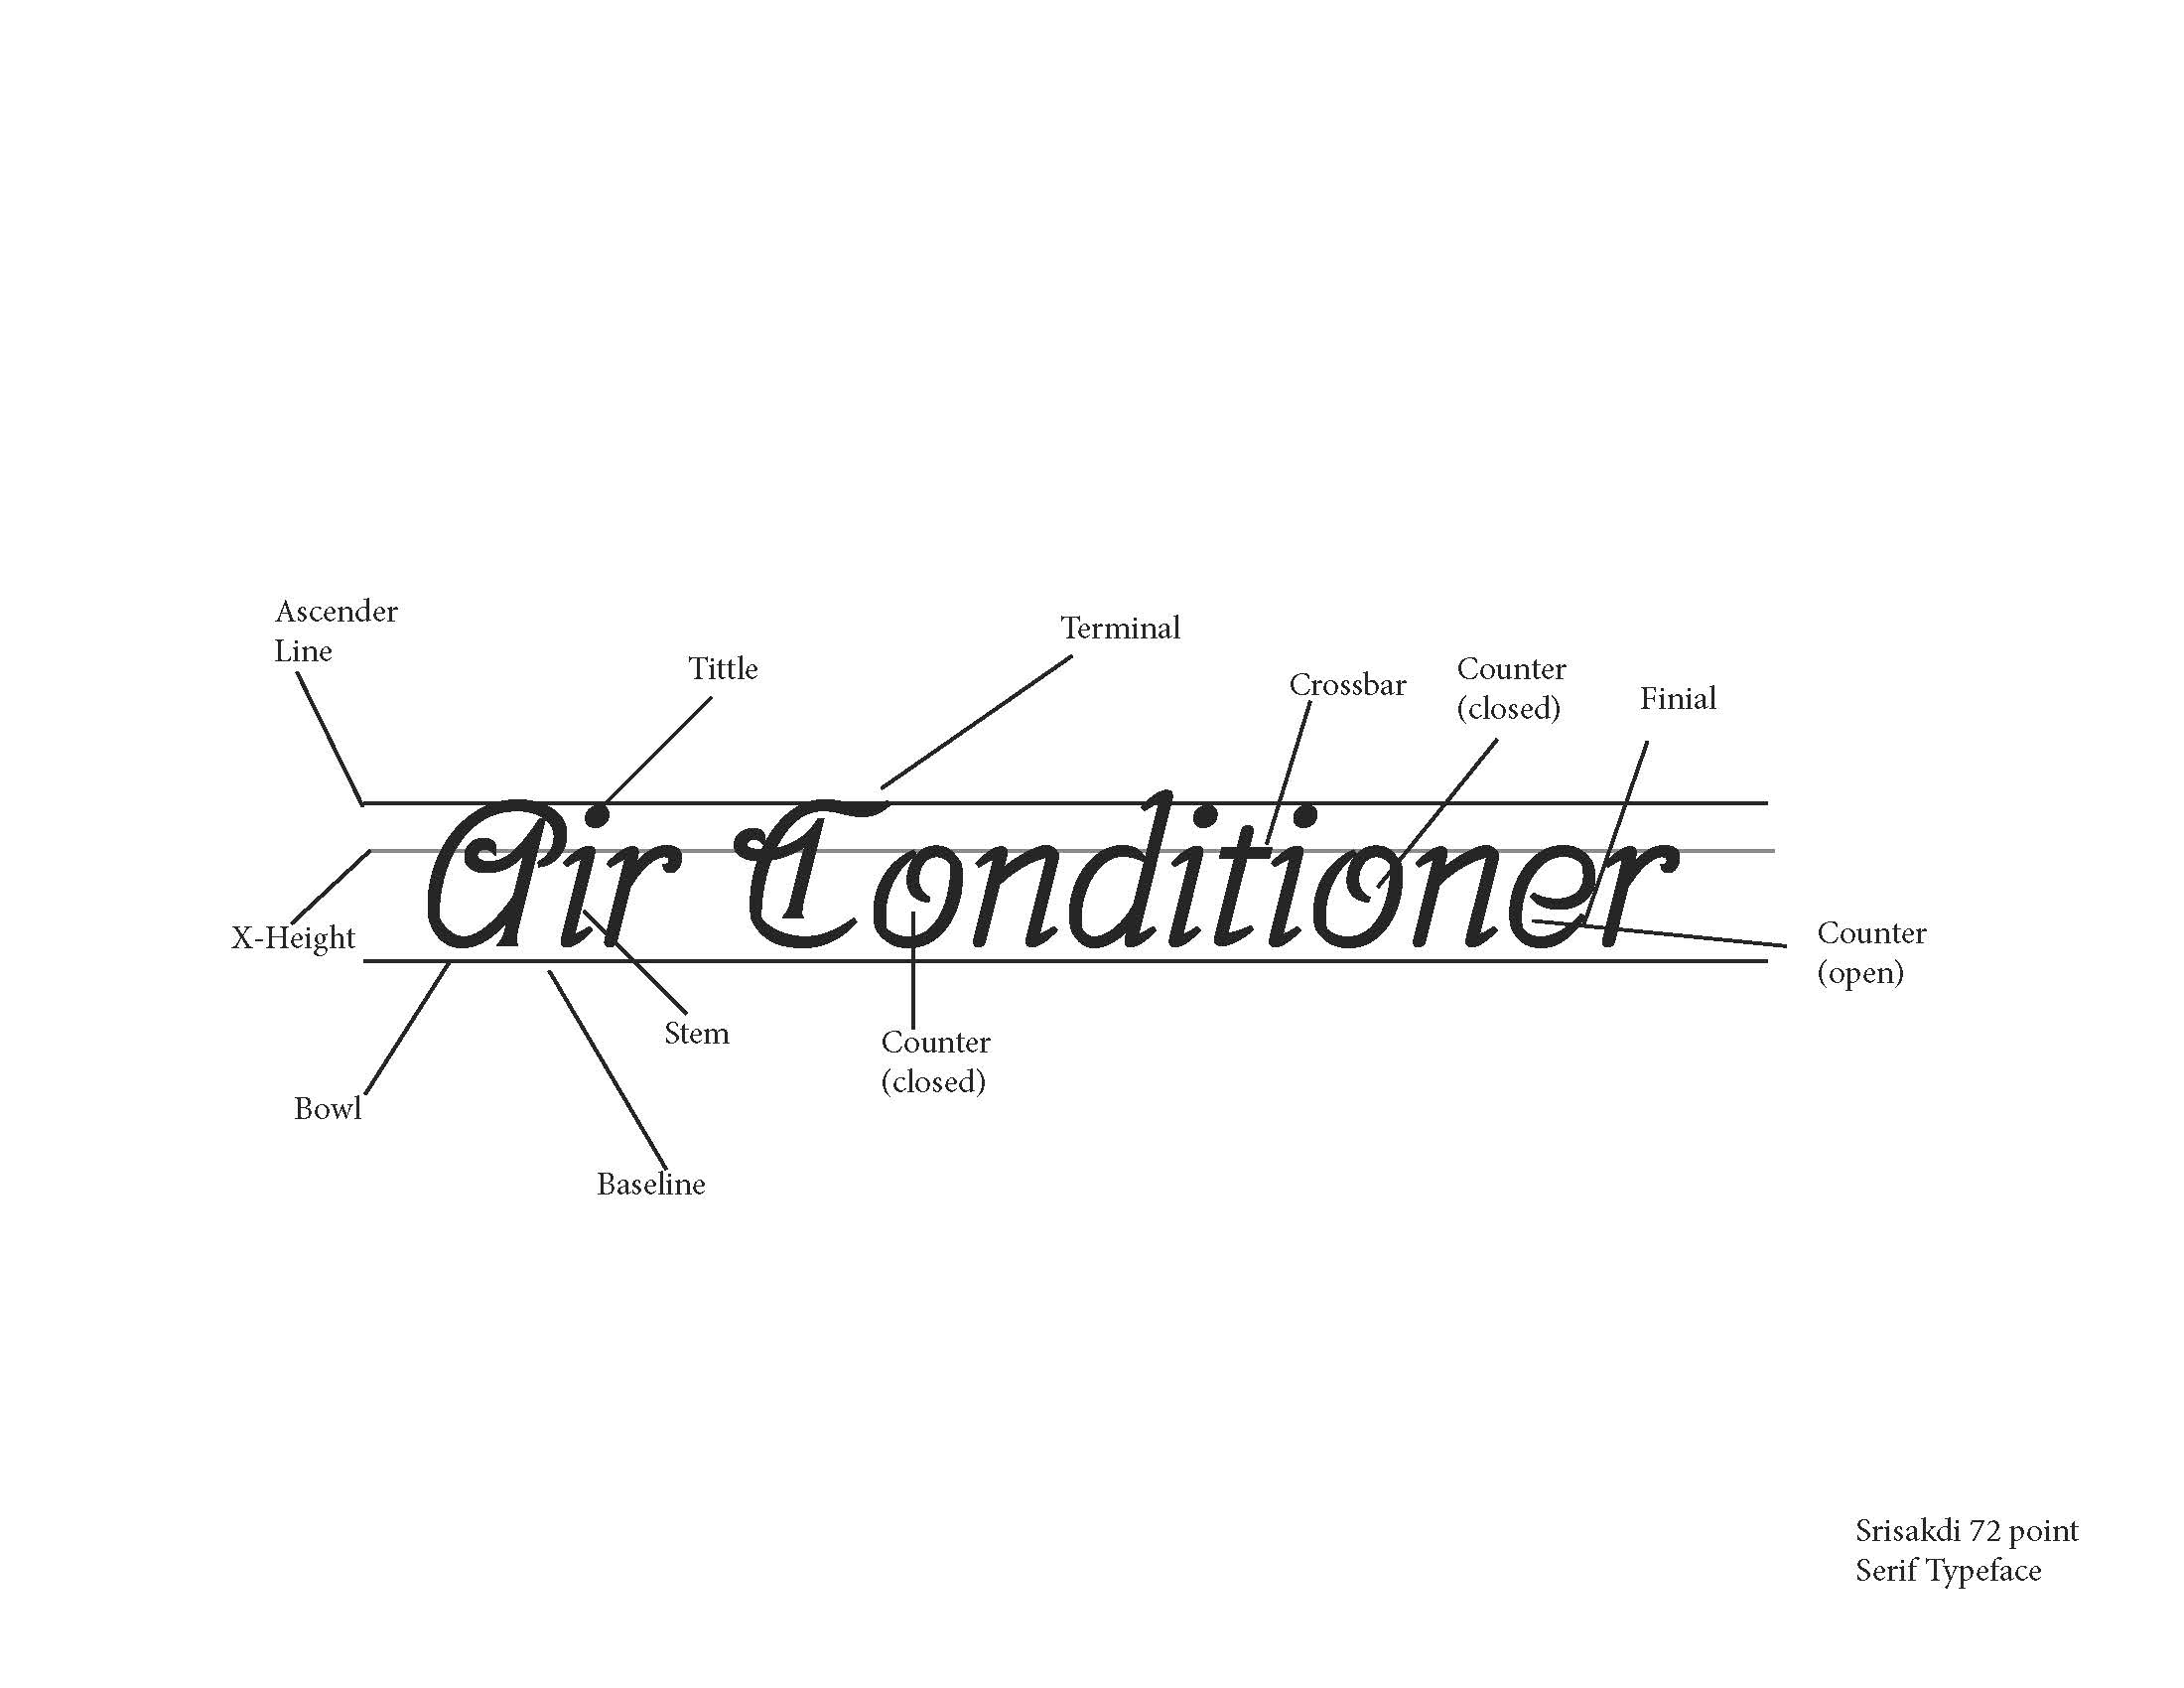 Ascender
Line
Tittle
Terminal
Crossbar
Counter
(closed)
Finial
Air Conditioner
X-Height
Counter
(open)
Stem
Counter
(closed)
Bowl
Baseline
Srisakdi 72 point
Serif Typeface